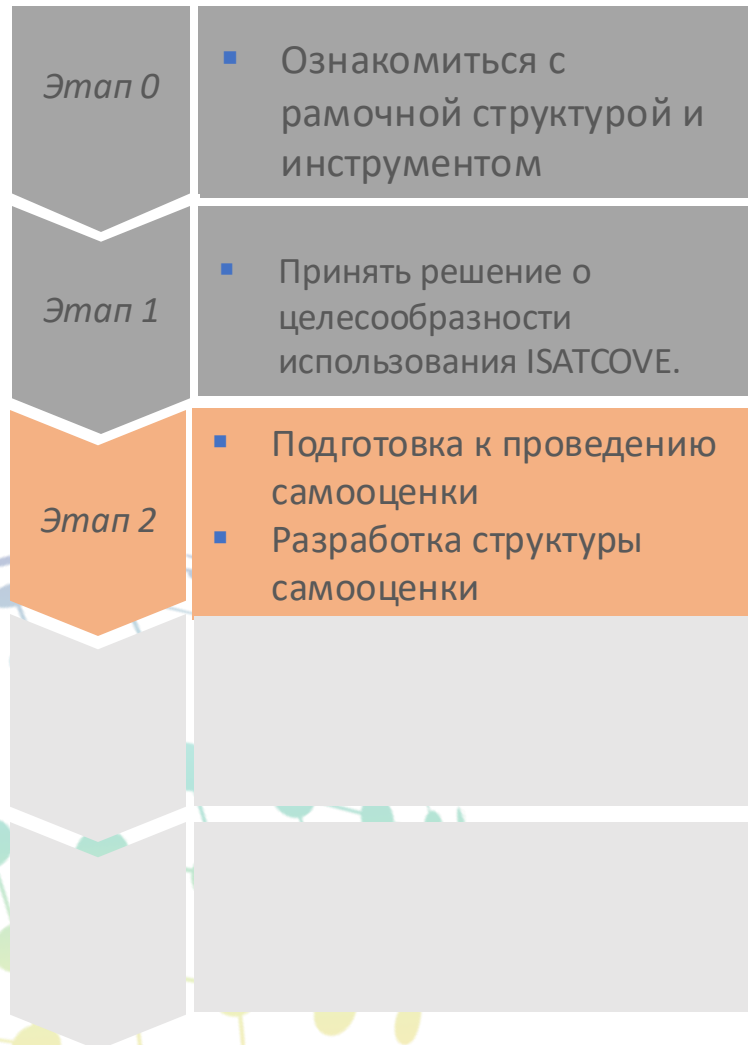 Этап 0
▪ Ознакомиться с
рамочной структурой и
инструментом
Этап 1
▪ Принять решение о
целесообразности
использования ISATCOVE.
Этап 2
▪ Подготовка к проведению
самооценки
▪ Разработка структуры
самооценки